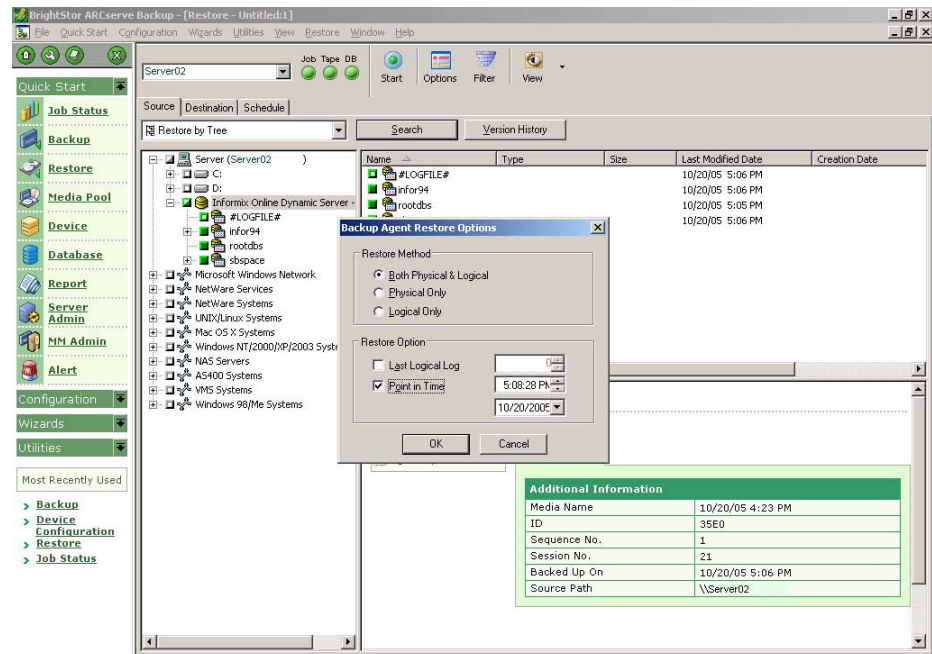 BrightStor ARCserve Backup - [Restore - Untitled:1]
File Quick Start Configuration Wizards Utilities View Restore Window Help
Server02
Job Tape DB
Start Options Filter View
Quick Start
Job Status
Backup
Restore
Media Pool
Device
Database
Report
Server Admin
MM Admin
Alert
Configuration
Wizards
Utilities
Most Recently Used
Backup
Device Configuration
Restore
Job Status
Source Destination Schedule
Restore by Tree
Search
Version History
Server (Server02 )
C:
D:
Informix Online Dynamic Server -
#LOGFILE#
infor94
rootdbs
sbspace
Microsoft Windows Network
NetWare Services
NetWare Systems
UNIX/Linux Systems
Mac OS X Systems
Windows NT/2000/XP/2003 Syste
NAS Servers
AS400 Systems
VMS Systems
Windows 98/Me Systems
Name Type Size Last Modified Date Creation Date
#LOGFILE# 10/20/05 5:06 PM
infor94 10/20/05 5:06 PM
rootdbs 10/20/05 5:05 PM
10/20/05 5:06 PM
Backup Agent Restore Options
Restore Method
Both Physical & Logical
Physical Only
Logical Only
Restore Option
Last Logical Log 0
Point in Time 5:08:28 PM
10/20/2005
OK Cancel
Additional Information
Media Name 10/20/05 4:23 PM
ID 35E0
Sequence No. 1
Session No. 21
Backed Up On 10/20/05 5:06 PM
Source Path \\Server02